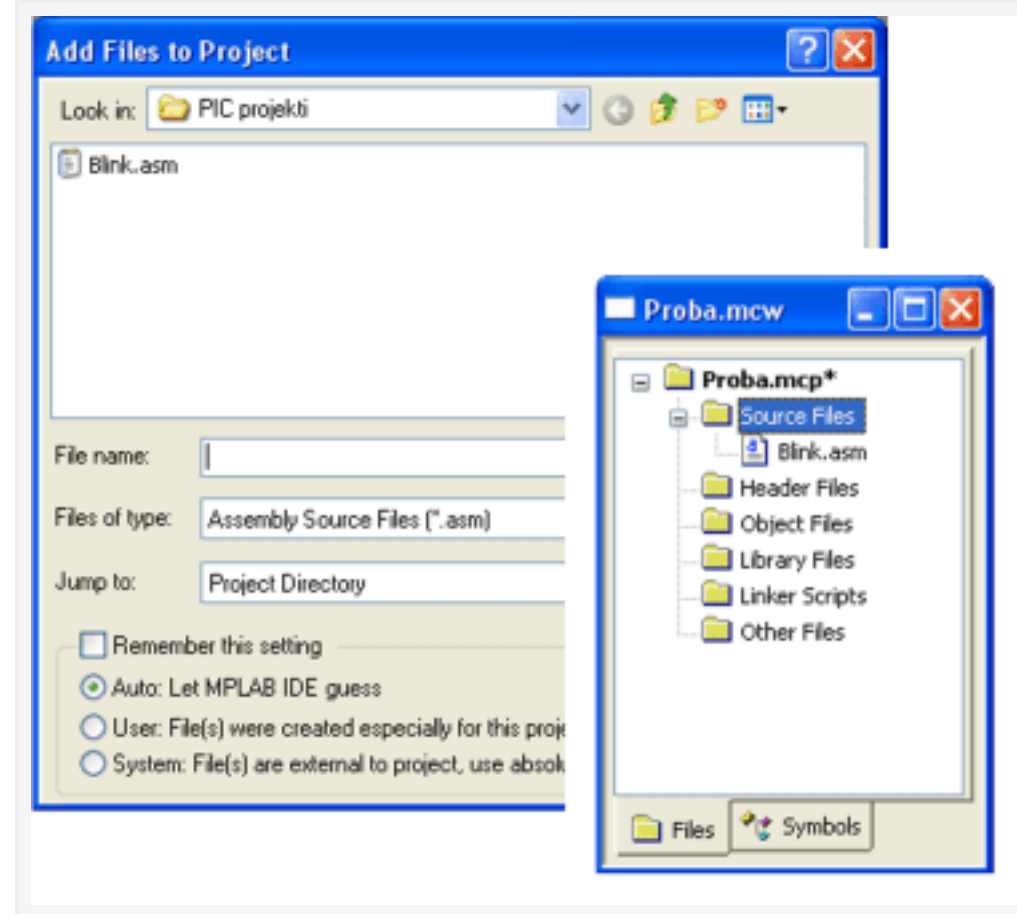 Add Files to Project
Look in: PIC projekti
Blink.asm
File name:
Files of type: Assembly Source Files (*.asm)
Jump to: Project Directory
Remember this setting
Auto: Let MPLAB IDE guess
User: File(s) were created especially for this
System: File(s) are external to project, use
Proba.mcw
Proba.mcp*
Source Files
Blink.asm
Header Files
Object Files
Library Files
Linker Scripts
Other Files
Files Symbols